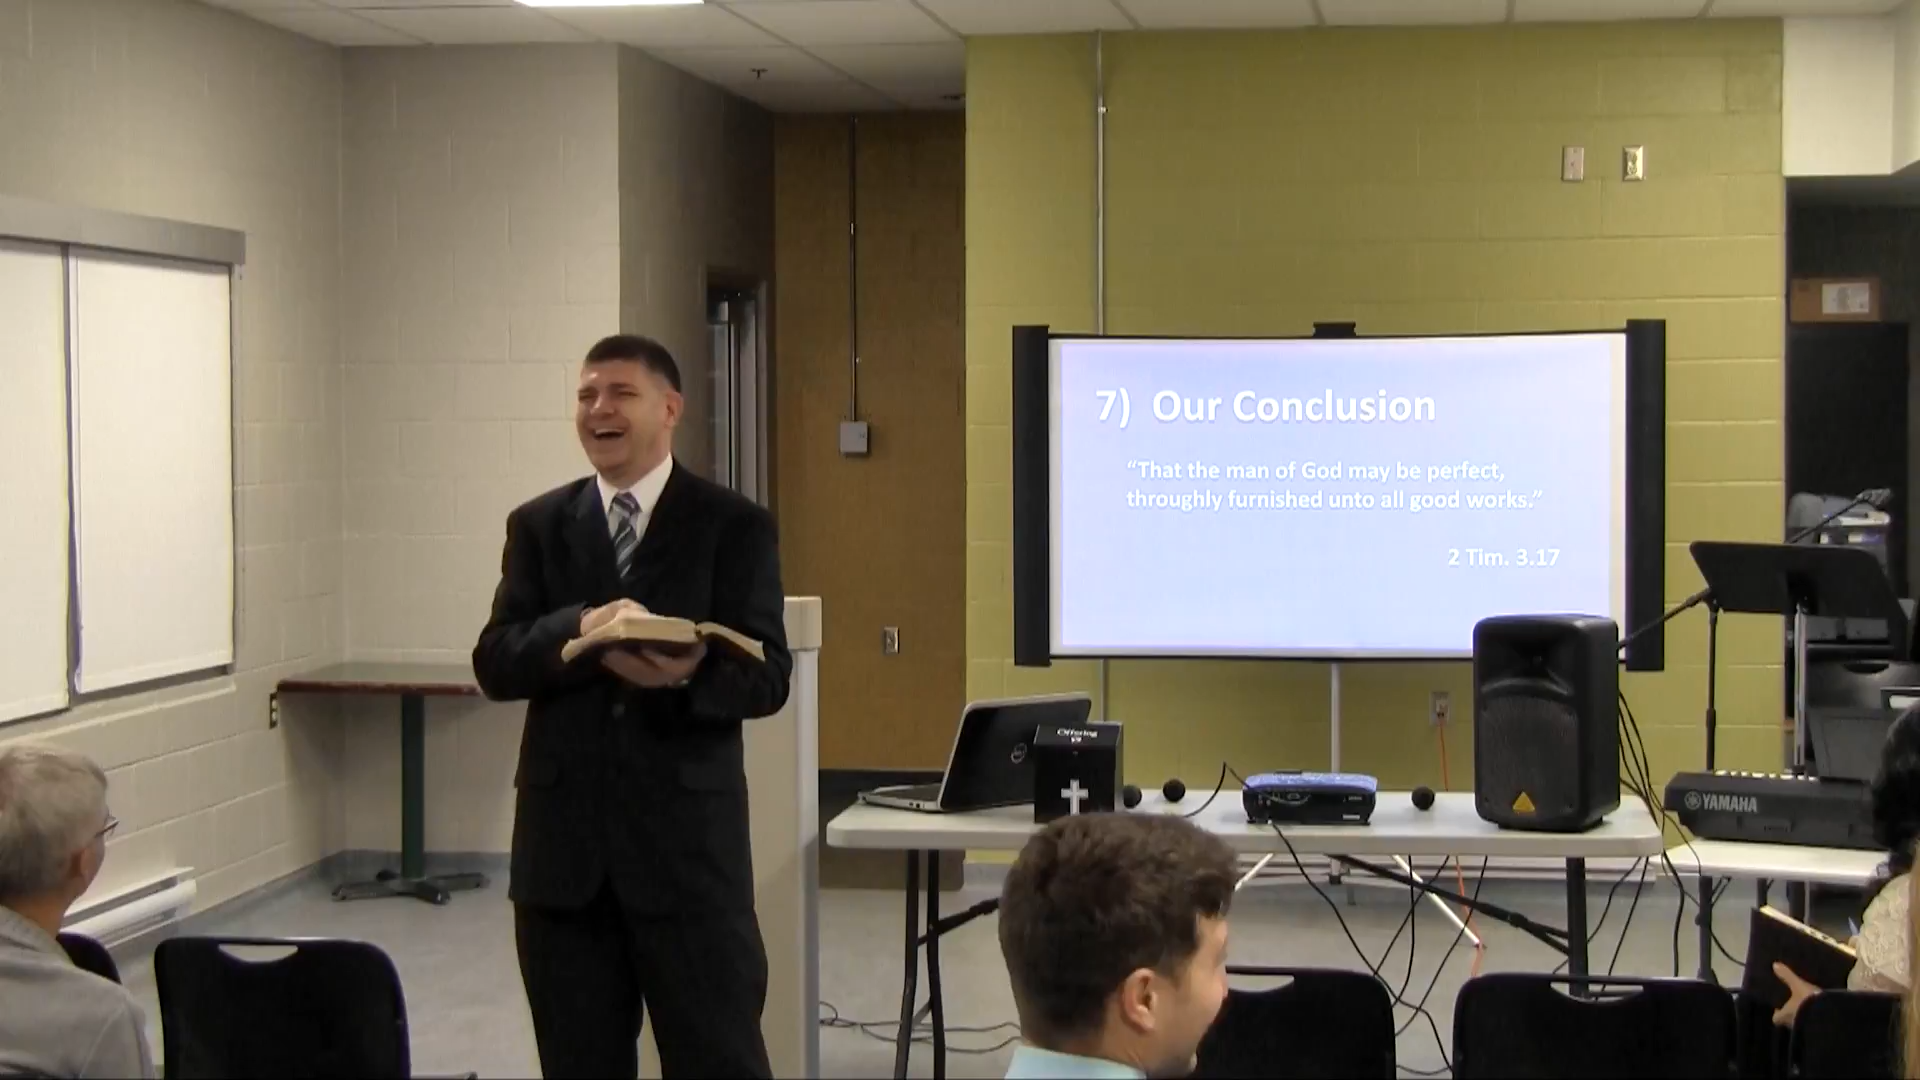 7) Our Conclusion
“That the man of God may be perfect,
throughly furnished unto all good works.”
2 Tim. 3.17
Offering
YAMAHA